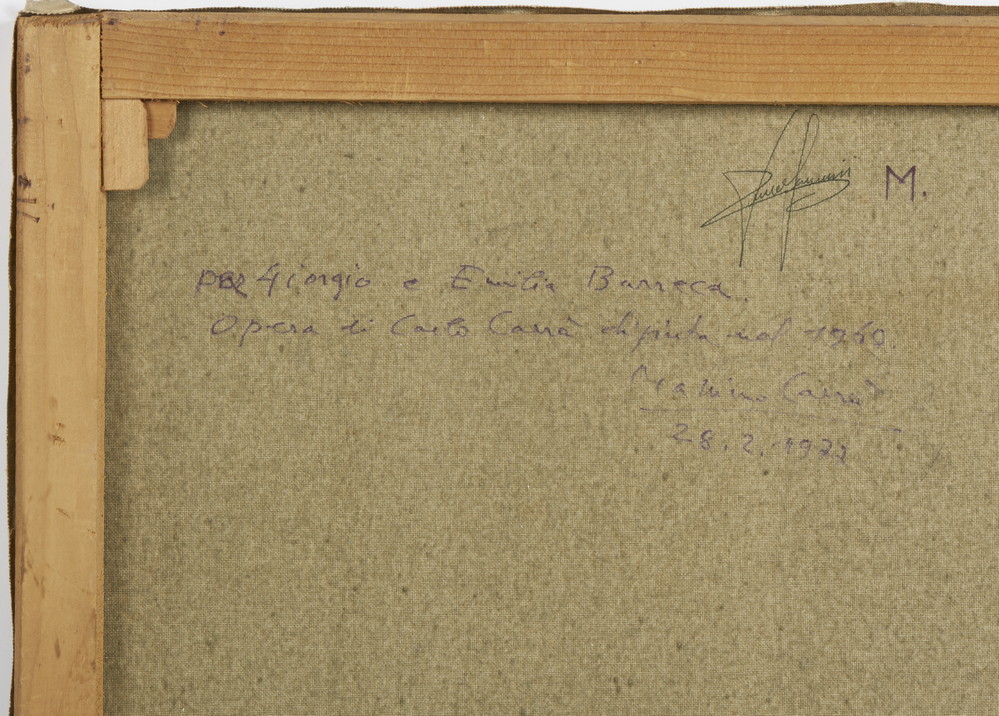 M.
per Giorgio e Emilia Barreca.
Opera di Carlo Carrà dipinta nel 1960.
Massimo Carrà
28.2.1977